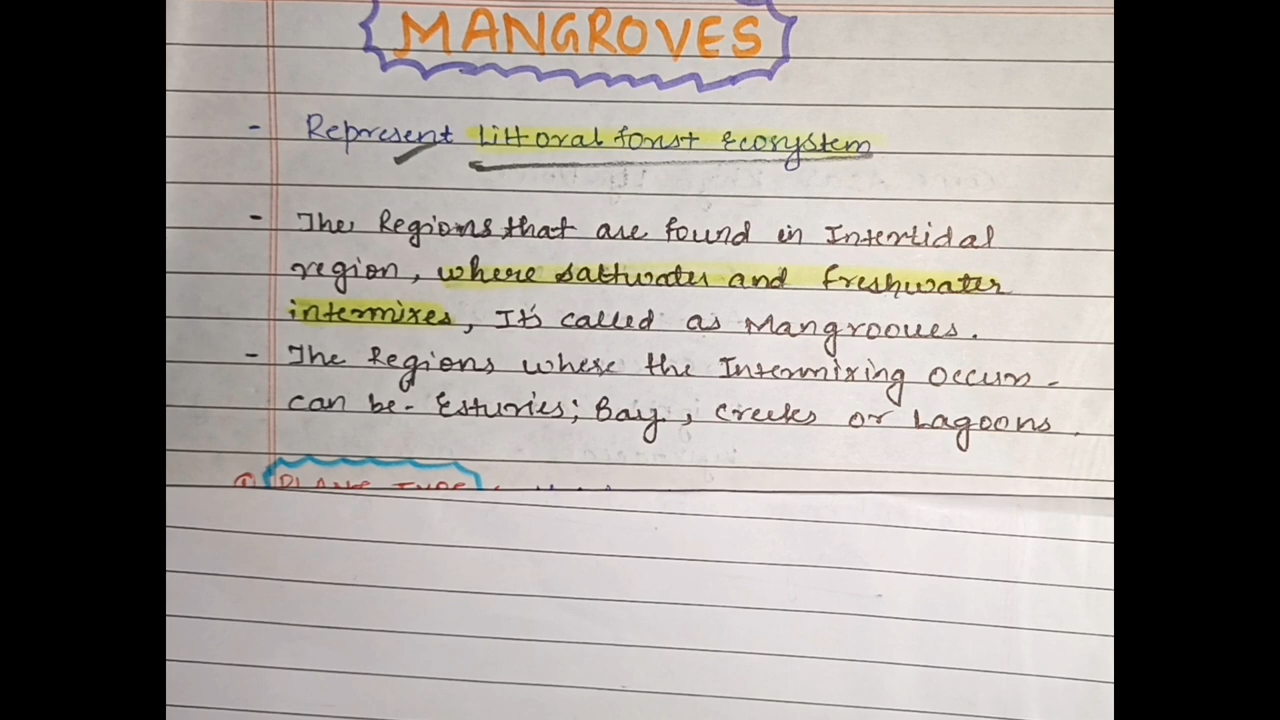 MANGROVES
- Represent Littoral forest Ecosystem
- The Regions that are found in Intertidal
region, where saltwater and freshwater
intermixes, It's called as Mangrooves.
- The Regions where the Intermixing Occurs -
can be - Esturies; Bay, Creeks or Lagoons.